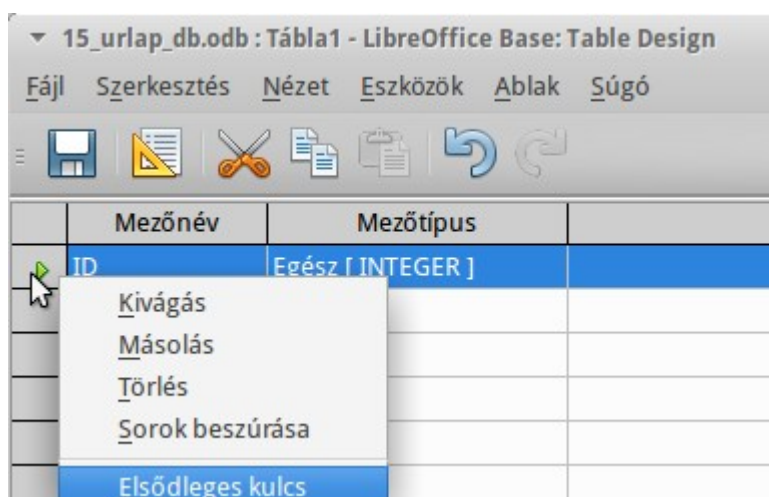 15_urlap_db.odb : Tábla1 - LibreOffice Base: Table Design
Fájl Szerkesztés Nézet Eszközök Ablak Súgó
Mezőnév Mezőtípus
ID Egész [ INTEGER ]
Kivágás
Másolás
Törlés
Sorok beszúrása
Elsődleges kulcs